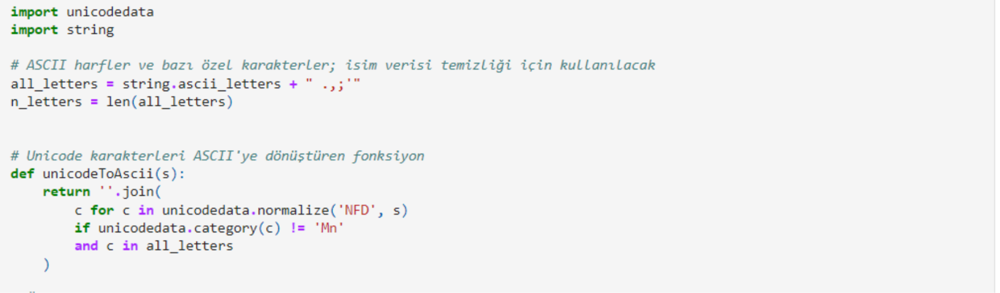 import unicodedata
import string
# ASCII harfler ve bazı özel karakterler; isim verisi temizliği için kullanılacak
all_letters = string.ascii_letters + " .,;'"
n_letters = len(all_letters)
# Unicode karakterleri ASCII'ye dönüştüren fonksiyon
def unicodeToAscii(s):
    return ''.join(
        c for c in unicodedata.normalize('NFD', s)
        if unicodedata.category(c) != 'Mn'
        and c in all_letters
    )